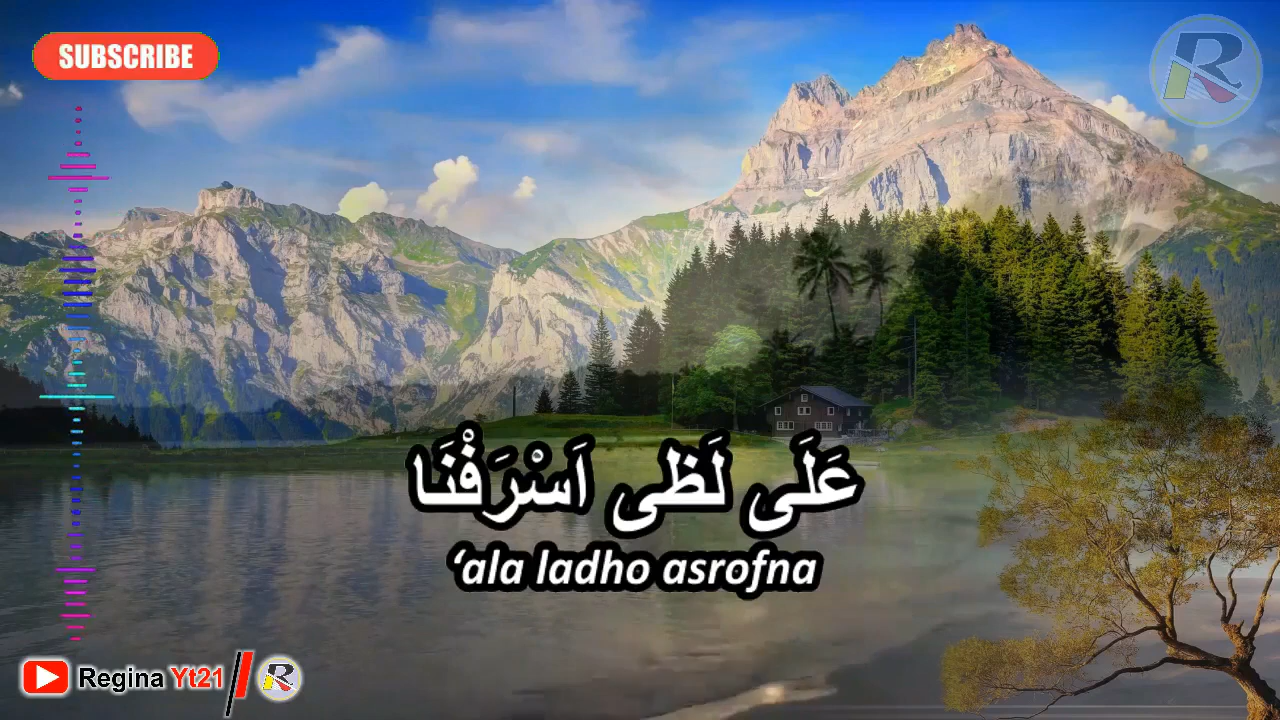 SUBSCRIBE
عَلَى لَظٰى اَسْرَقْنَا
‘ala ladho asrofna
Regina Yt21